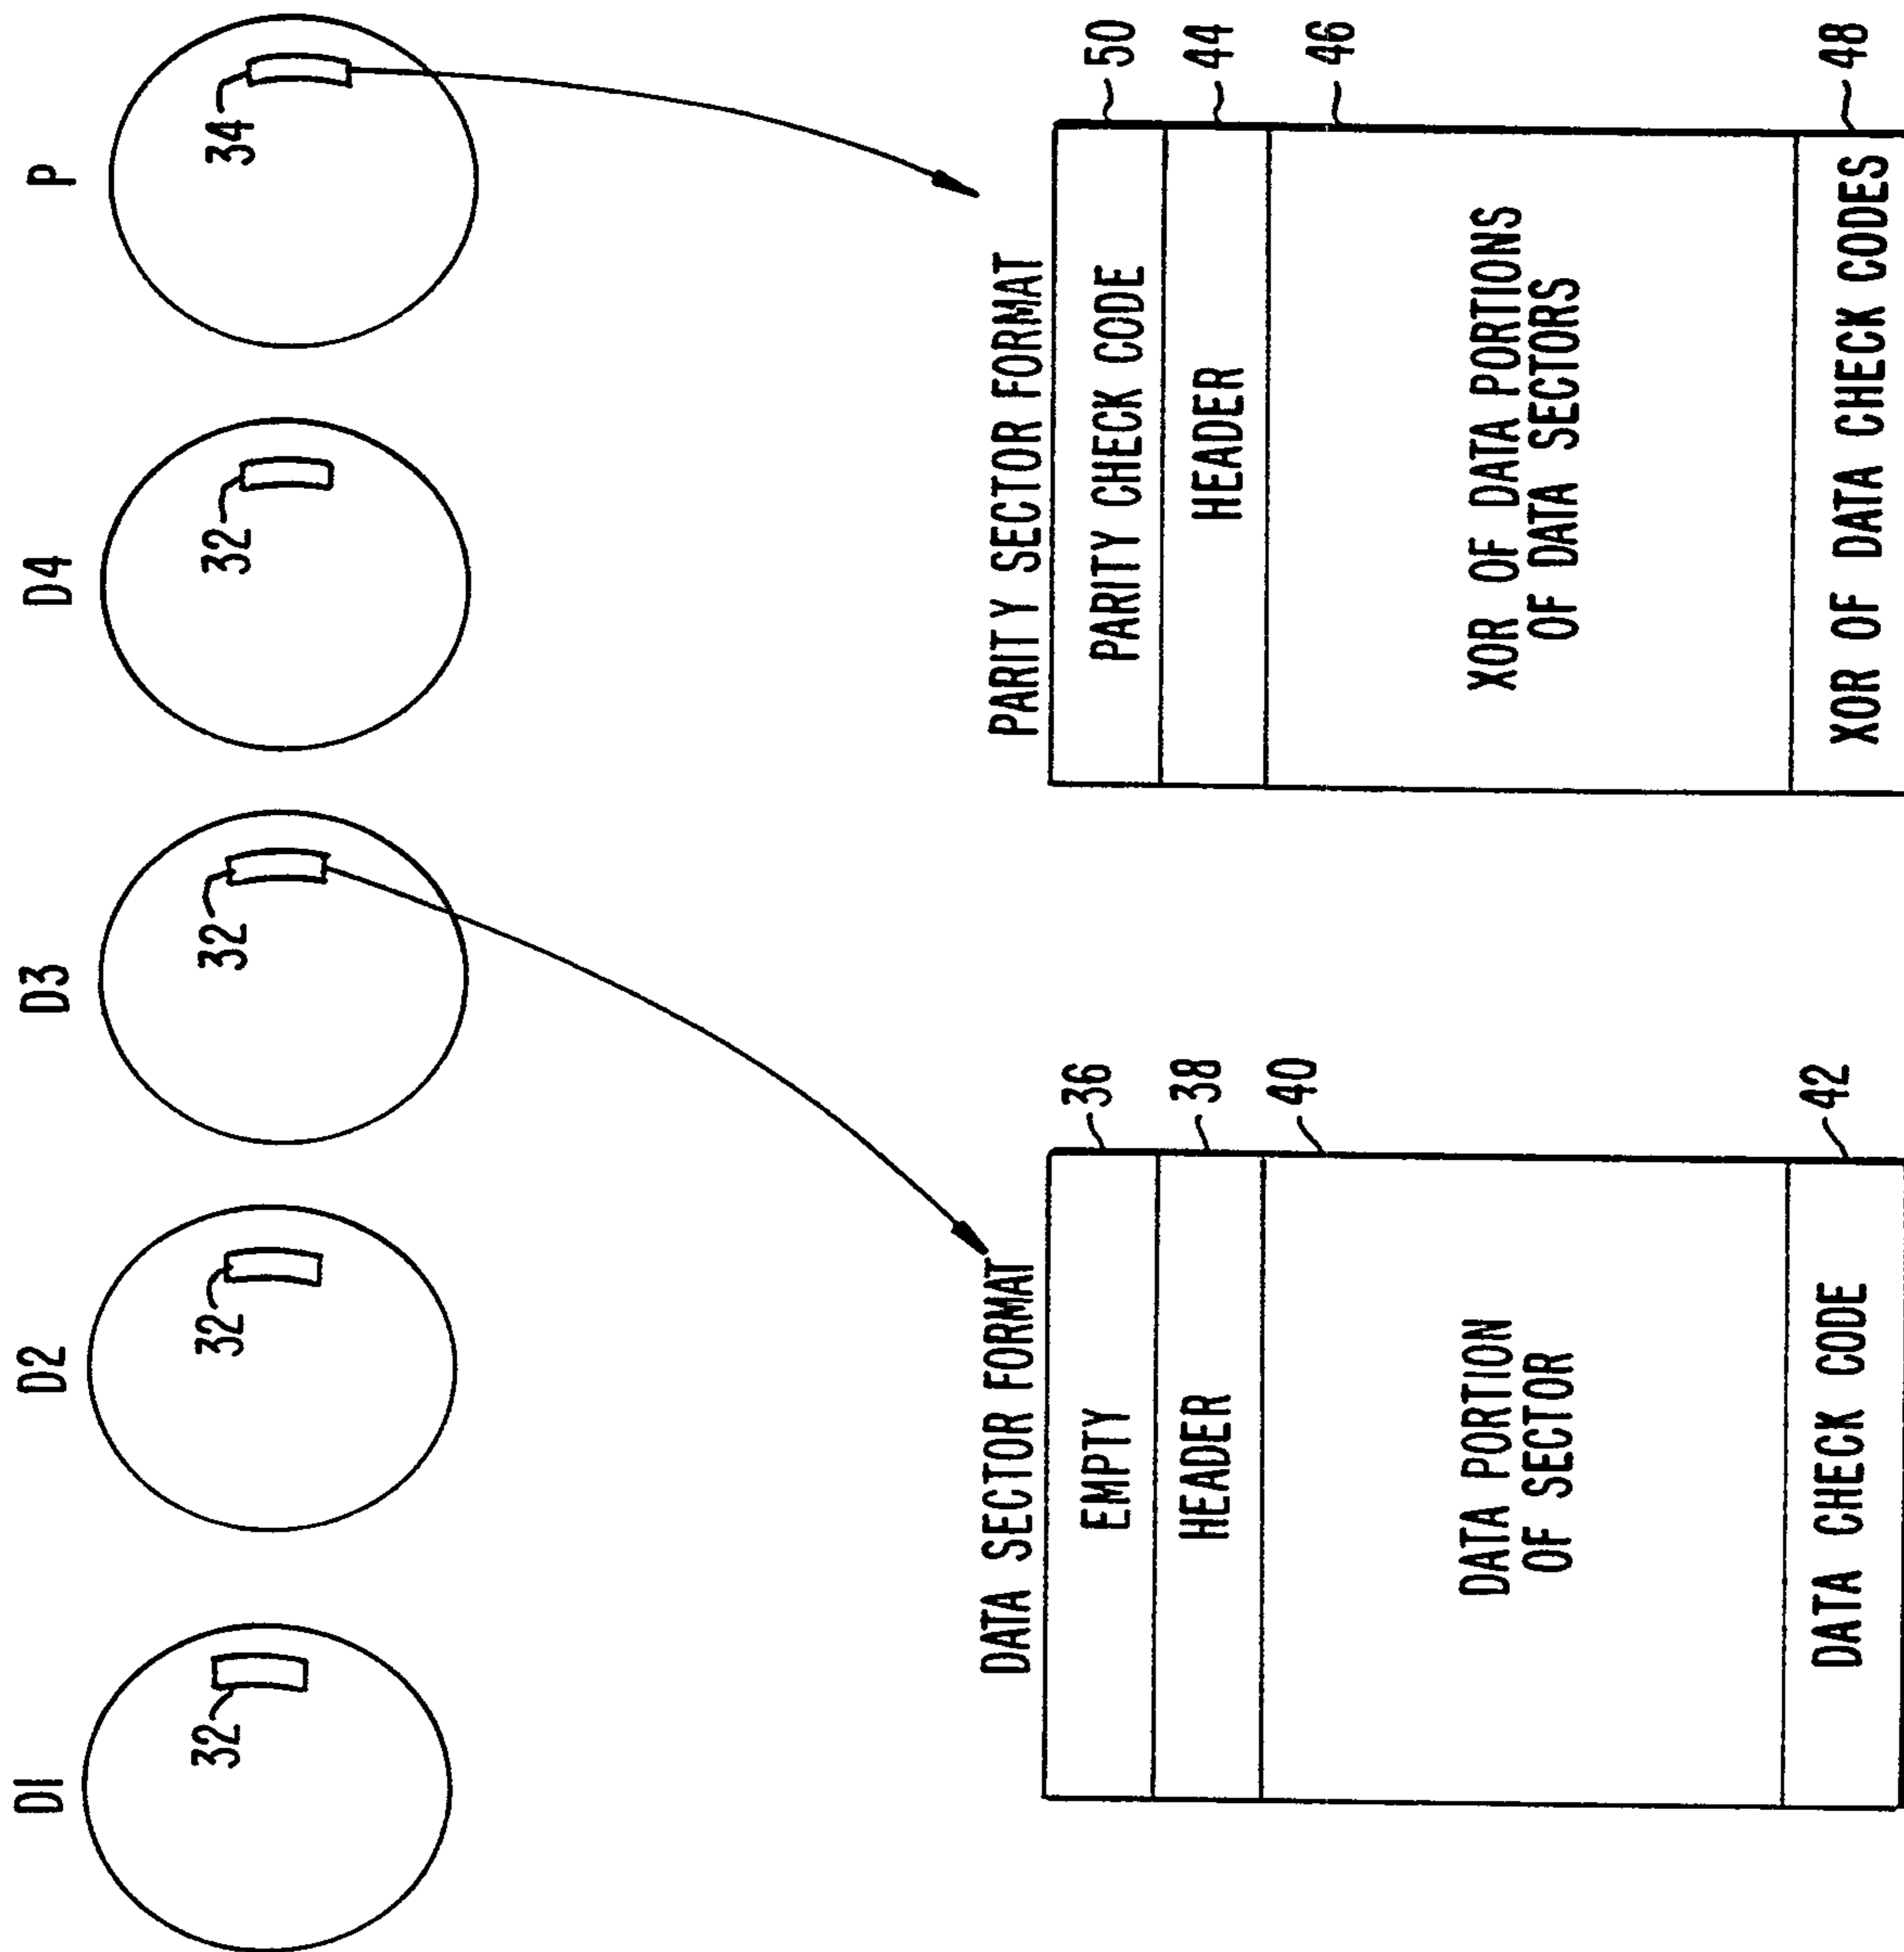 D1
D2
D3
D4
P
32
32
32
32
34
DATA SECTOR FORMAT
EMPTY
36
HEADER
38
40
DATA PORTION
OF SECTOR
DATA CHECK CODE
42
PARITY SECTOR FORMAT
PARITY CHECK CODE
50
HEADER
44
46
XOR OF DATA PORTIONS
OF DATA SECTORS
XOR OF DATA CHECK CODES
48